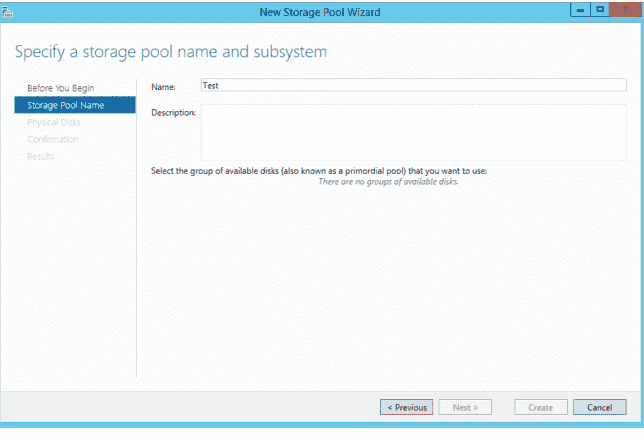 New Storage Pool Wizard
Specify a storage pool name and subsystem
Before You Begin
Storage Pool Name
Physical Disks
Confirmation
Results
Name:
Test
Description:
Select the group of available disks (also known as a primordial pool) that you want to use:
There are no groups of available disks.
< Previous
Next >
Create
Cancel